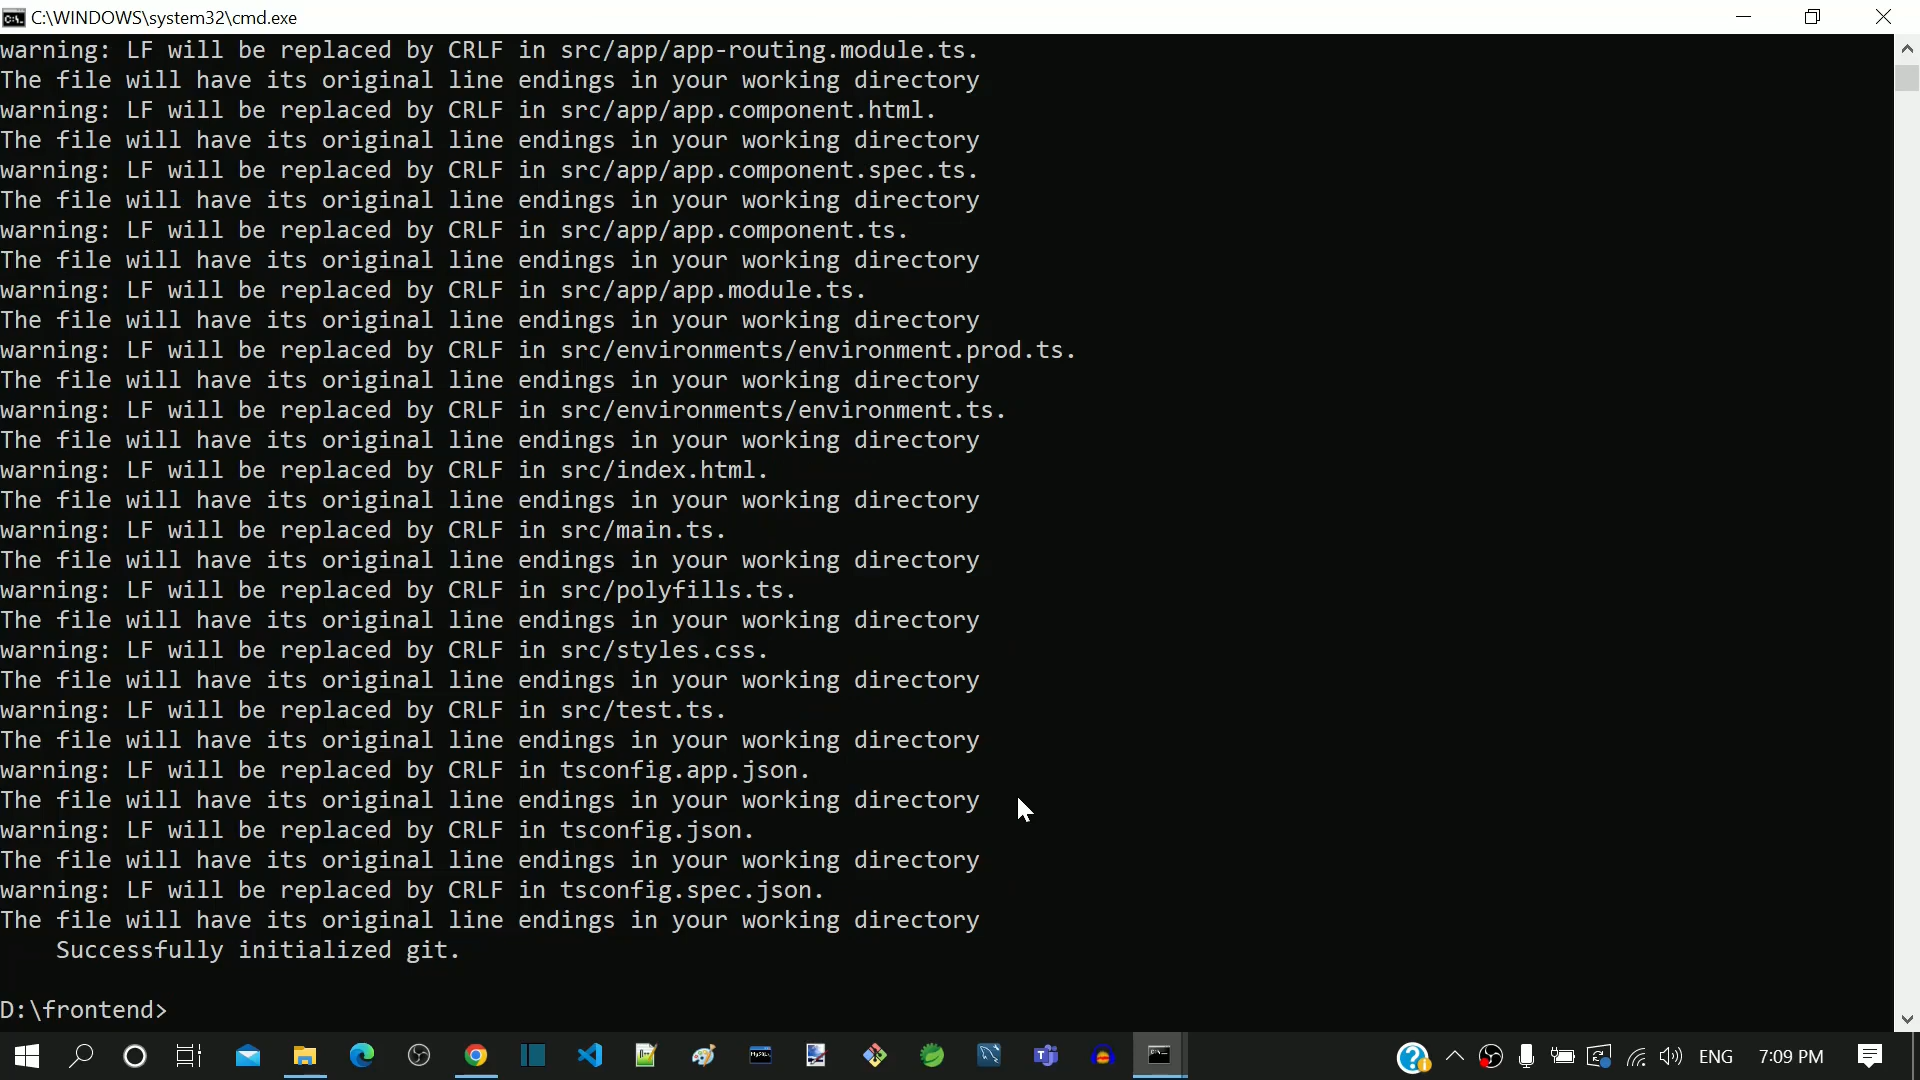 C:\WINDOWS\system32\cmd.exe
warning: LF will be replaced by CRLF in src/app/app-routing.module.ts.
The file will have its original line endings in your working directory
warning: LF will be replaced by CRLF in src/app/app.component.html.
The file will have its original line endings in your working directory
warning: LF will be replaced by CRLF in src/app/app.component.spec.ts.
The file will have its original line endings in your working directory
warning: LF will be replaced by CRLF in src/app/app.component.ts.
The file will have its original line endings in your working directory
warning: LF will be replaced by CRLF in src/app/app.module.ts.
The file will have its original line endings in your working directory
warning: LF will be replaced by CRLF in src/environments/environment.prod.ts.
The file will have its original line endings in your working directory
warning: LF will be replaced by CRLF in src/environments/environment.ts.
The file will have its original line endings in your working directory
warning: LF will be replaced by CRLF in src/index.html.
The file will have its original line endings in your working directory
warning: LF will be replaced by CRLF in src/main.ts.
The file will have its original line endings in your working directory
warning: LF will be replaced by CRLF in src/polyfills.ts.
The file will have its original line endings in your working directory
warning: LF will be replaced by CRLF in src/styles.css.
The file will have its original line endings in your working directory
warning: LF will be replaced by CRLF in src/test.ts.
The file will have its original line endings in your working directory
warning: LF will be replaced by CRLF in tsconfig.app.json.
The file will have its original line endings in your working directory
warning: LF will be replaced by CRLF in tsconfig.json.
The file will have its original line endings in your working directory
warning: LF will be replaced by CRLF in tsconfig.spec.json.
The file will have its original line endings in your working directory
    Successfully initialized git.
D:\frontend>
ENG 7:09 PM